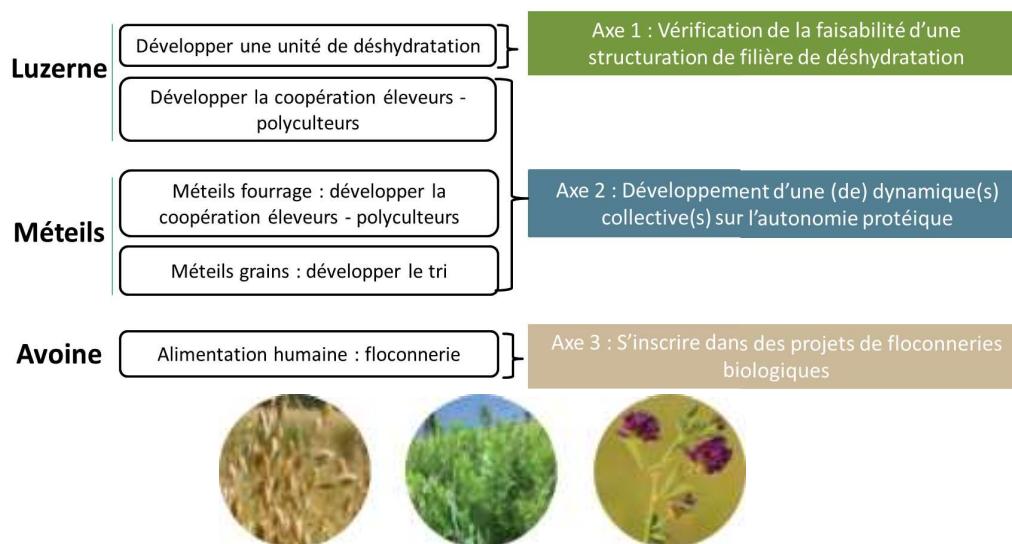 Luzerne
Développer une unité de déshydratation
Axe 1 : Vérification de la faisabilité d’une
structuration de filière de déshydratation
Développer la coopération éleveurs -
polyculteurs
Méteils
Méteils fourrage : développer la
coopération éleveurs - polyculteurs
Axe 2 : Développement d’une (de) dynamique(s)
collective(s) sur l’autonomie protéique
Méteils grains : développer le tri
Avoine
Alimentation humaine : floconnerie
Axe 3 : S’inscrire dans des projets de floconneries
biologiques